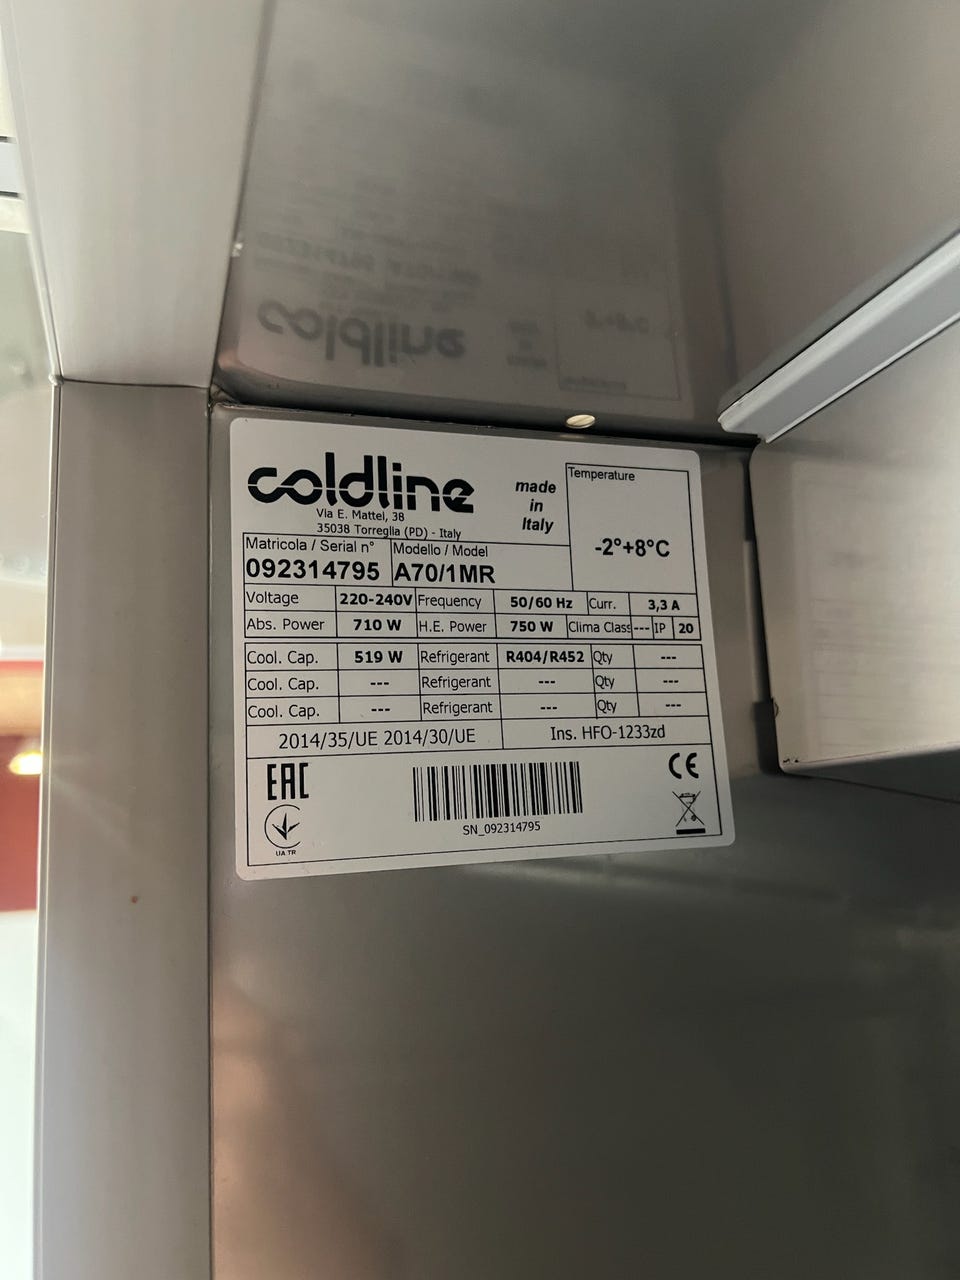 coldline
Via E. Mattei, 38
35038 Torreglia (PD) - Italy
made
in
Italy
Temperature
-2°+8°C
Matricola / Serial n° Modello / Model
092314795 A70/1MR
Voltage 220-240V Frequency 50/60 Hz Curr. 3,3 A
Abs. Power 710 W H.E. Power 750 W Clima Class --- IP 20
Cool. Cap. 519 W Refrigerant R404/R452 Qty ---
Cool. Cap. --- Refrigerant --- Qty ---
Cool. Cap. --- Refrigerant --- Qty ---
2014/35/UE 2014/30/UE Ins. HFO-1233zd
EAC
CE
UA TR
SN_092314795